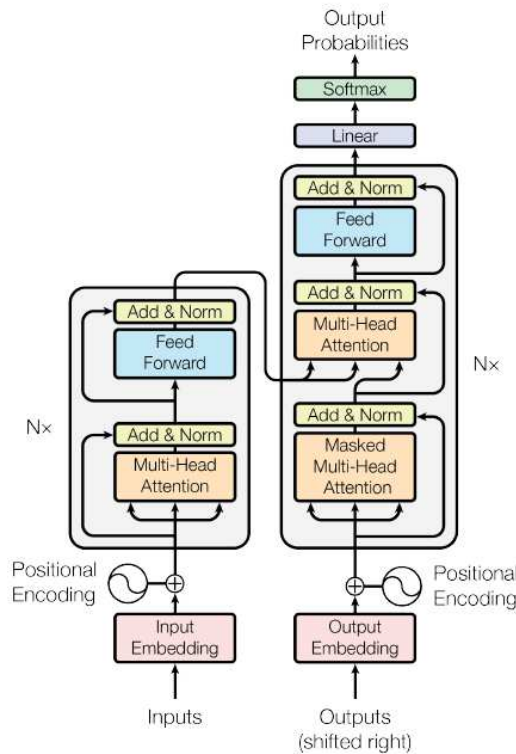 Output
Probabilities
Softmax
Linear
Add & Norm
Feed
Forward
Add & Norm
Multi-Head
Attention
Add & Norm
Masked
Multi-Head
Attention
N×
Add & Norm
Feed
Forward
Add & Norm
Multi-Head
Attention
N×
Positional
Encoding
Positional
Encoding
Input
Embedding
Output
Embedding
Inputs
Outputs
(shifted right)